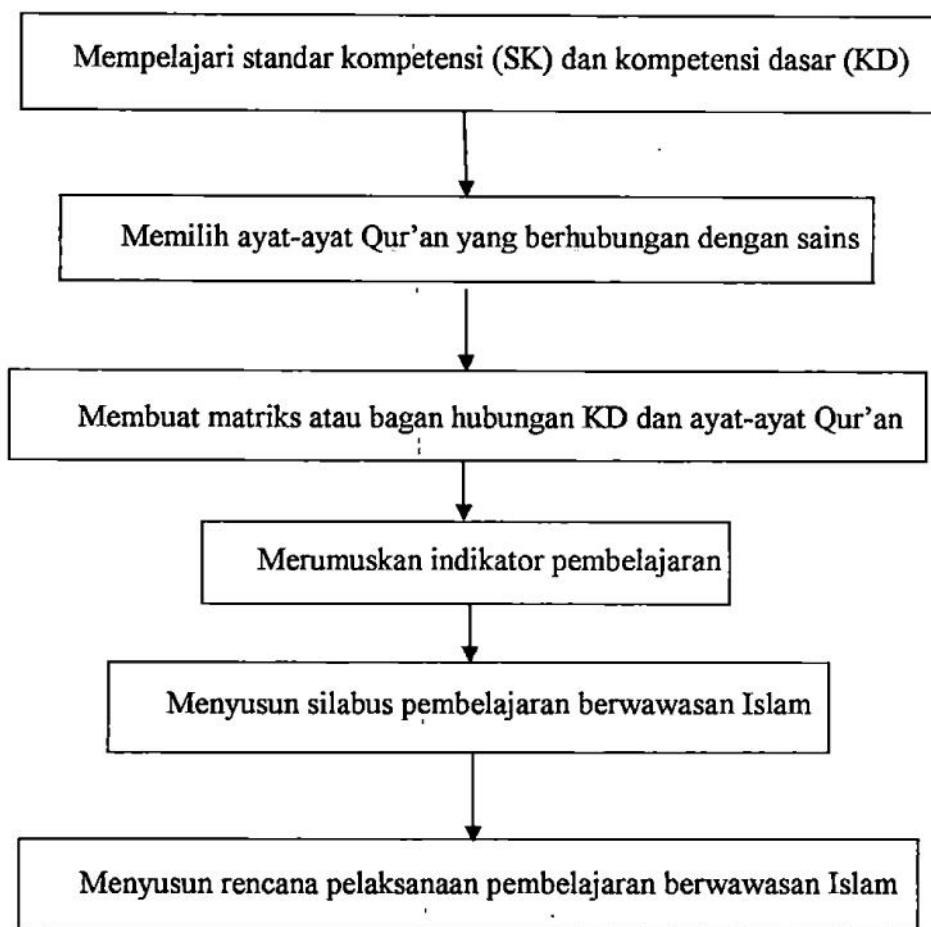 Mempelajari standar kompetensi (SK) dan kompetensi dasar (KD)
Memilih ayat-ayat Qur'an yang berhubungan dengan sains
Membuat matriks atau bagan hubungan KD dan ayat-ayat Qur'an
Merumuskan indikator pembelajaran
Menyusun silabus pembelajaran berwawasan Islam
Menyusun rencana pelaksanaan pembelajaran berwawasan Islam